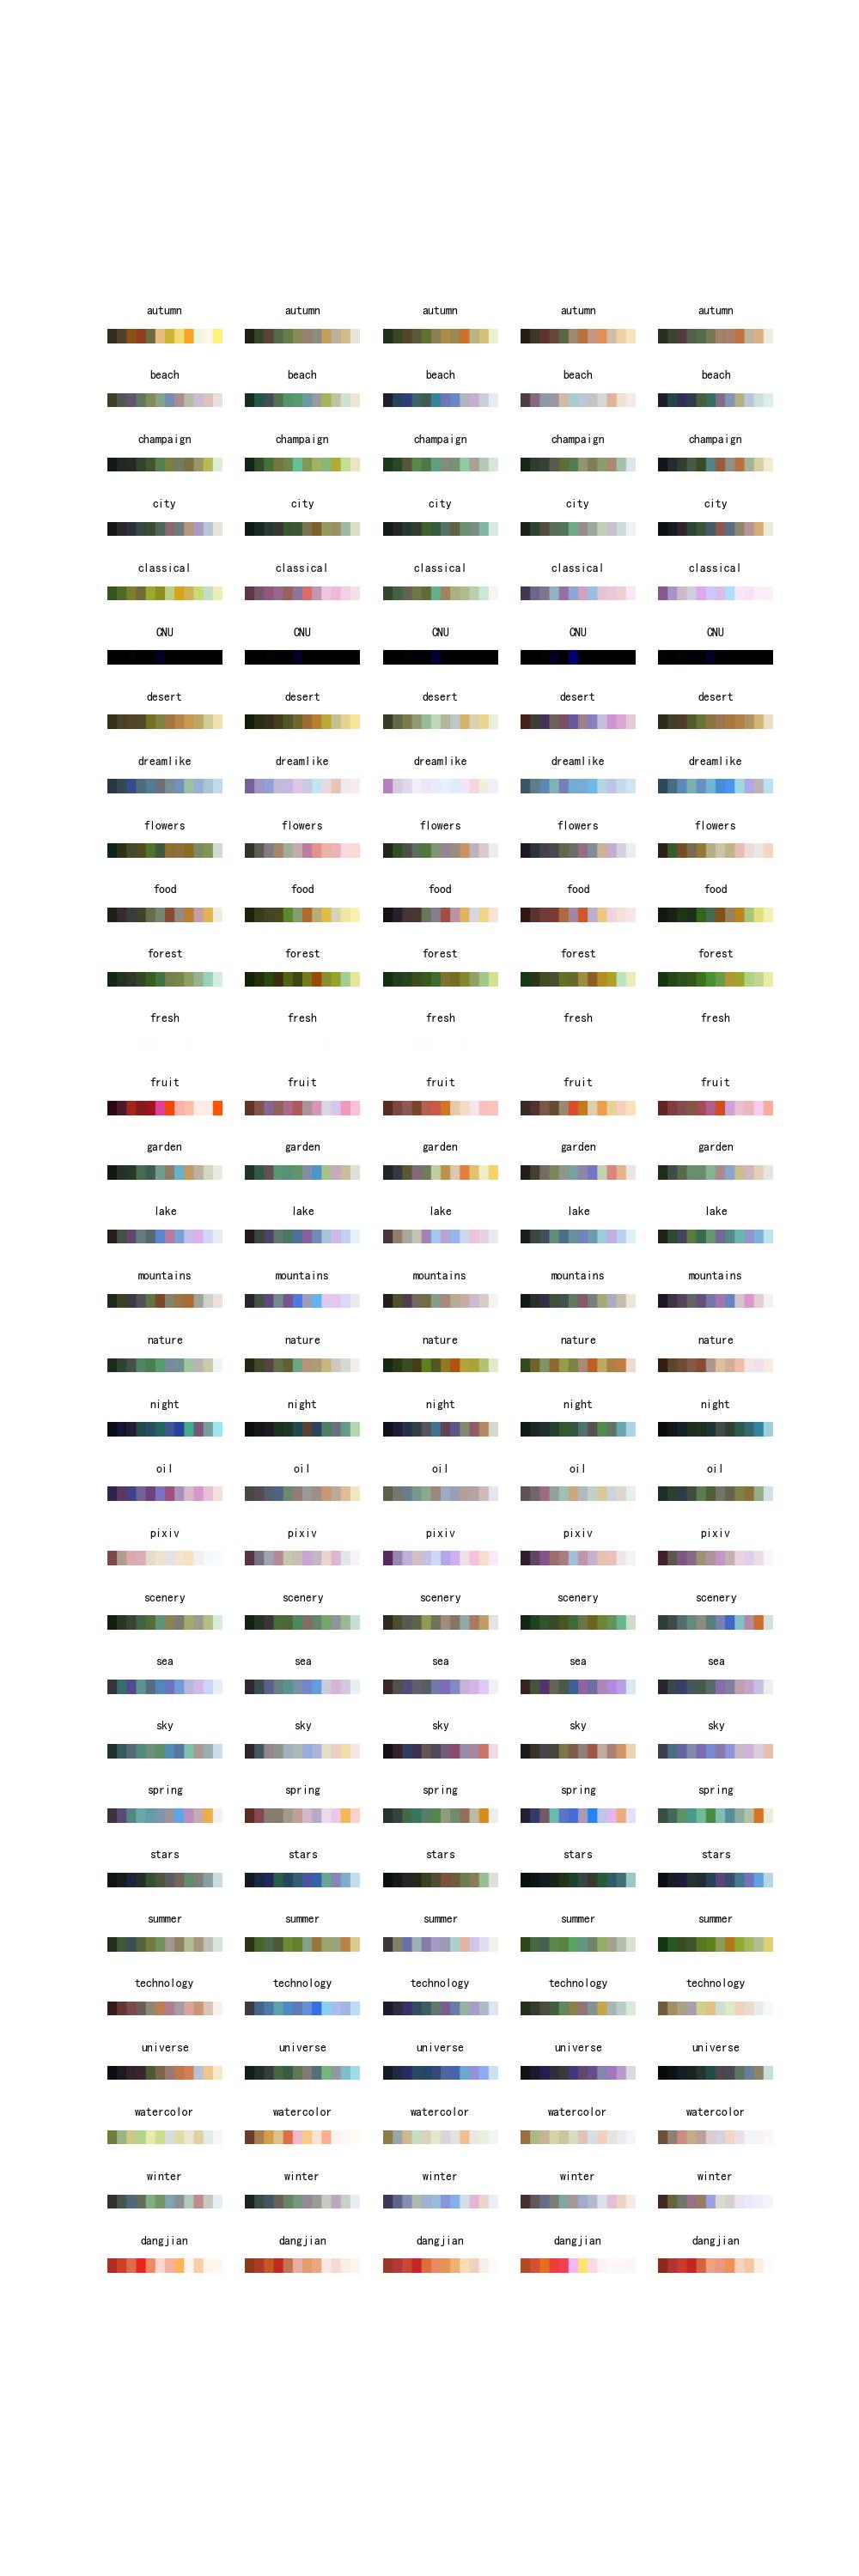 autumn autumn autumn autumn autumn
beach beach beach beach beach
champaign champaign champaign champaign champaign
city city city city city
classical classical classical classical classical
CNU CNU CNU CNU CNU
desert desert desert desert desert
dreamlike dreamlike dreamlike dreamlike dreamlike
flowers flowers flowers flowers flowers
food food food food food
forest forest forest forest forest
fresh fresh fresh fresh fresh
fruit fruit fruit fruit fruit
garden garden garden garden garden
lake lake lake lake lake
mountains mountains mountains mountains mountains
nature nature nature nature nature
night night night night night
oil oil oil oil oil
pixiv pixiv pixiv pixiv pixiv
scenery scenery scenery scenery scenery
sea sea sea sea sea
sky sky sky sky sky
spring spring spring spring spring
stars stars stars stars stars
summer summer summer summer summer
technology technology technology technology technology
universe universe universe universe universe
watercolor watercolor watercolor watercolor watercolor
winter winter winter winter winter
dangjian dangjian dangjian dangjian dangjian